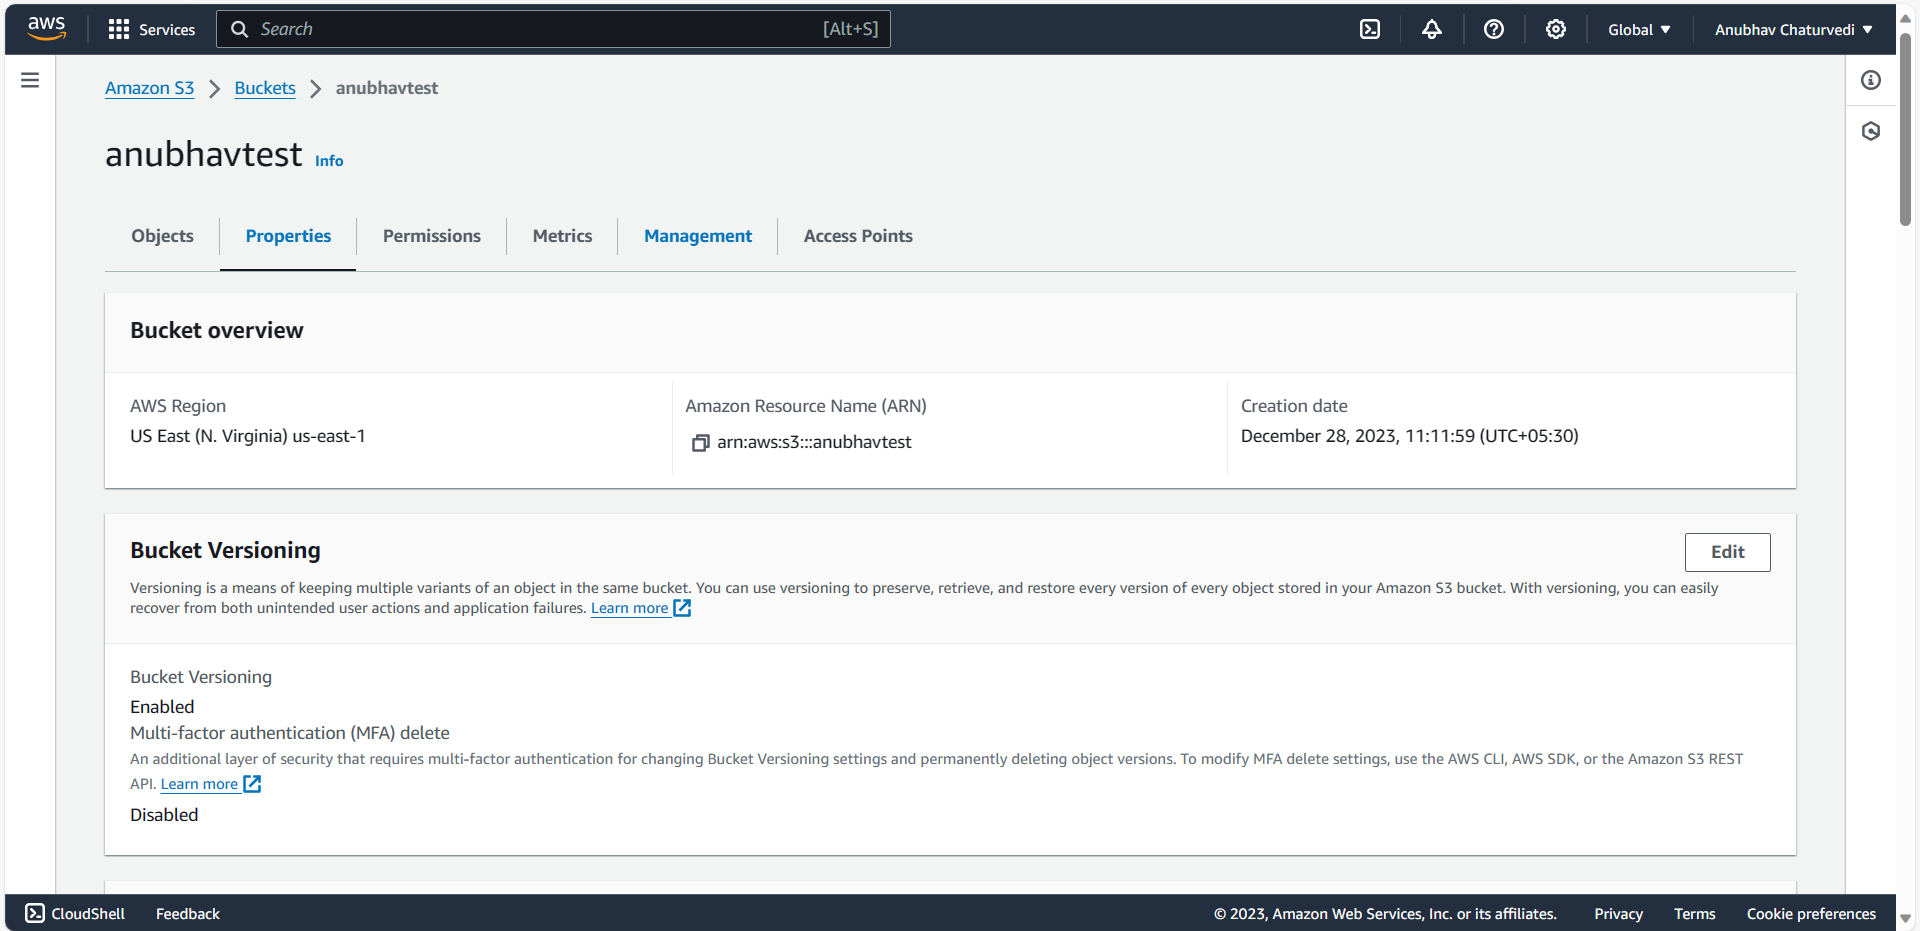 aws
Services
Search
[Alt+S]
Global
Anubhav Chaturvedi
Amazon S3
Buckets
anubhavtest
anubhavtest
Info
Objects
Properties
Permissions
Metrics
Management
Access Points
Bucket overview
AWS Region
US East (N. Virginia) us-east-1
Amazon Resource Name (ARN)
arn:aws:s3:::anubhavtest
Creation date
December 28, 2023, 11:11:59 (UTC+05:30)
Bucket Versioning
Edit
Versioning is a means of keeping multiple variants of an object in the same bucket. You can use versioning to preserve, retrieve, and restore every version of every object stored in your Amazon S3 bucket. With versioning, you can easily
recover from both unintended user actions and application failures. Learn more
Bucket Versioning
Enabled
Multi-factor authentication (MFA) delete
An additional layer of security that requires multi-factor authentication for changing Bucket Versioning settings and permanently deleting object versions. To modify MFA delete settings, use the AWS CLI, AWS SDK, or the Amazon S3 REST
API. Learn more
Disabled
CloudShell
Feedback
© 2023, Amazon Web Services, Inc. or its affiliates.
Privacy
Terms
Cookie preferences